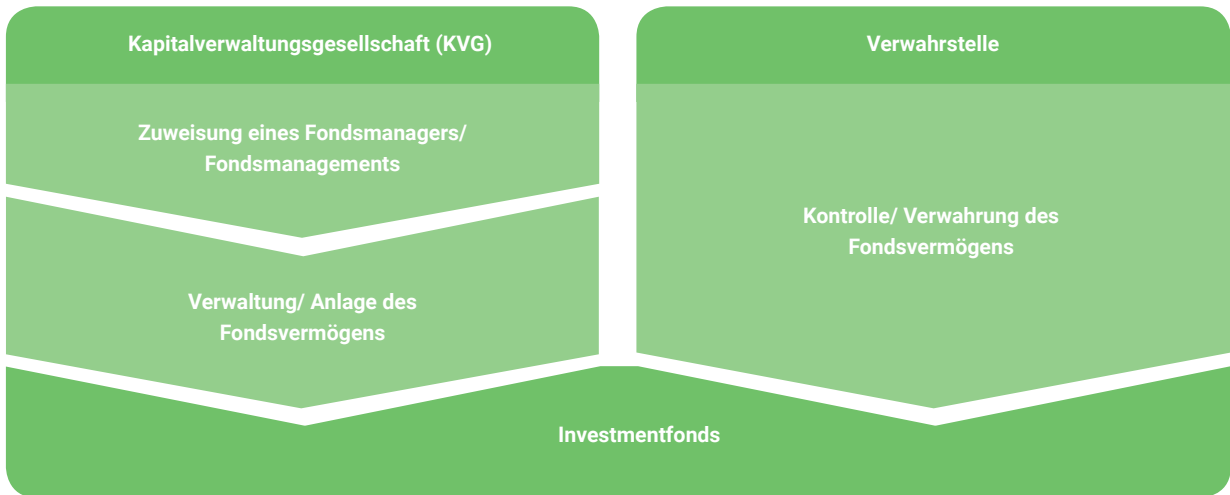 Kapitalverwaltungsgesellschaft (KVG)
Zuweisung eines Fondsmanagers/
Fondsmanagements
Verwaltung/ Anlage des
Fondsvermögens
Verwahrstelle
Kontrolle/ Verwahrung des
Fondsvermögens
Investmentfonds